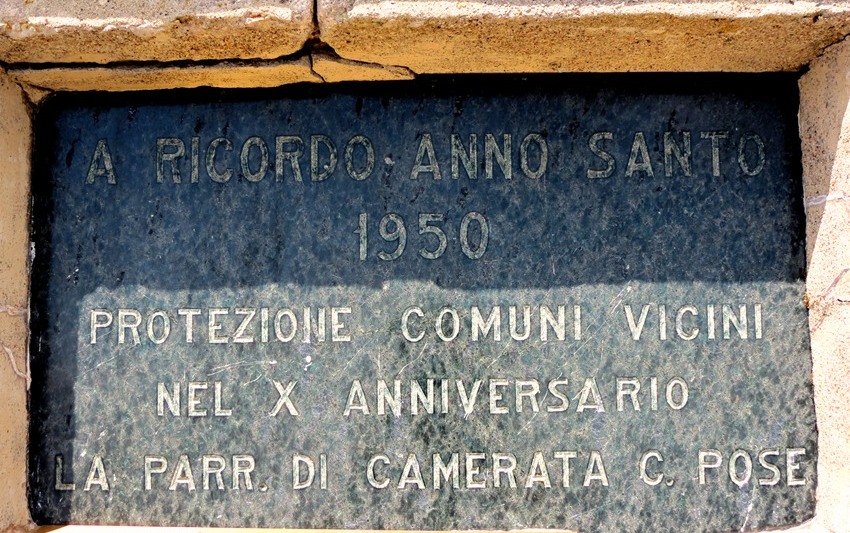 A RICORDO ANNO SANTO
1950
PROTEZIONE COMUNI VICINI
NEL X ANNIVERSARIO
LA PARR. DI CAMERATA C. POSE